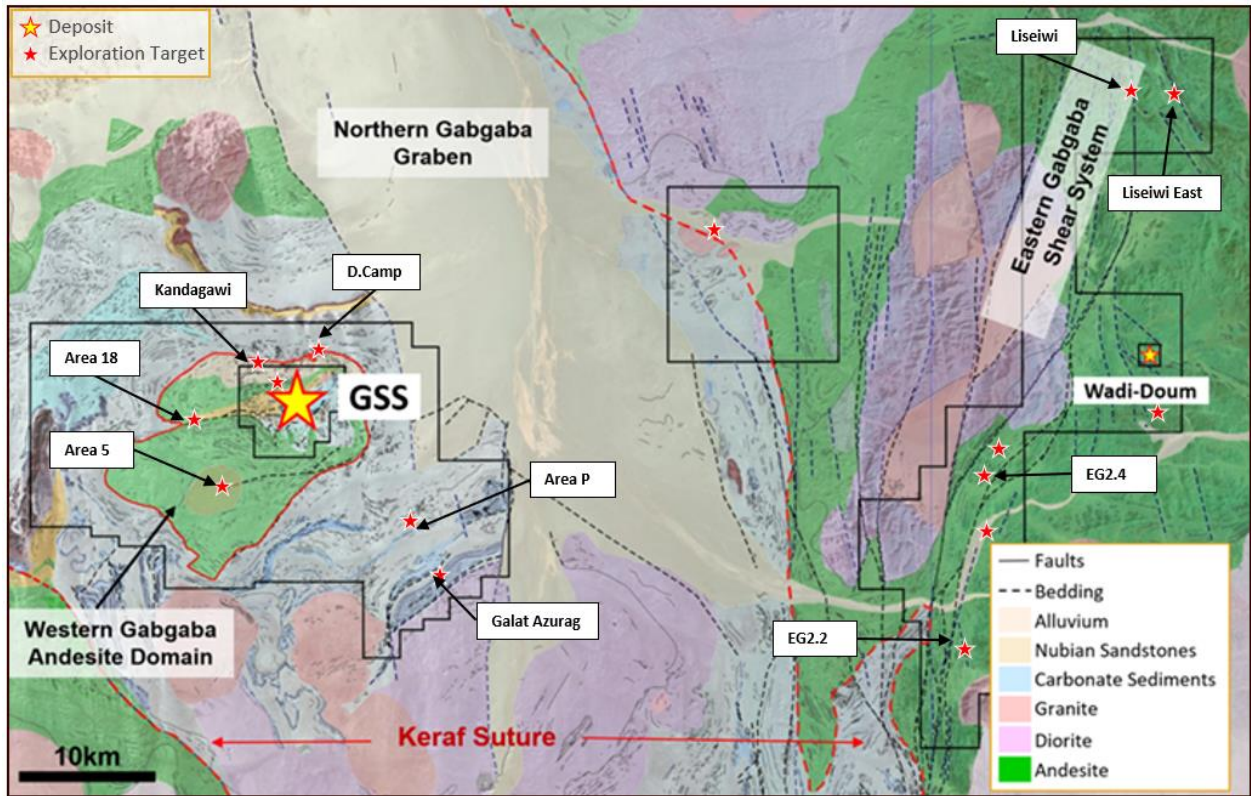 Deposit
Exploration Target
Liseiwi
Northern Gabgaba
Graben
Eastern Gabgaba
Shear System
Liseiwi East
D.Camp
Kandagawi
Area 18
GSS
Wadi-Doum
Area 5
Area P
EG2.4
Galat Azurag
EG2.2
Western Gabgaba
Andesite Domain
Keraf Suture
10km
Faults
Bedding
Alluvium
Nubian Sandstones
Carbonate Sediments
Granite
Diorite
Andesite